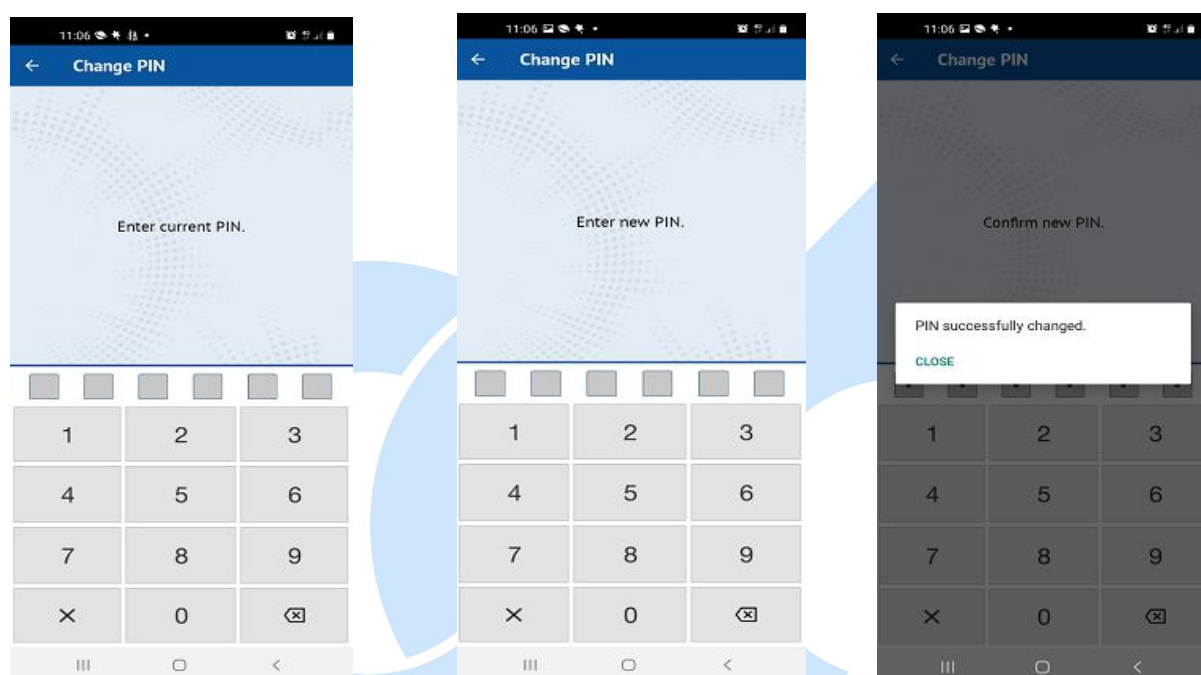 11:06
Change PIN
Enter current PIN.
1 2 3
4 5 6
7 8 9
0
11:06
Change PIN
Enter new PIN.
1 2 3
4 5 6
7 8 9
0
11:06
Change PIN
Confirm new PIN.
PIN successfully changed.
CLOSE
1 2 3
4 5 6
7 8 9
0